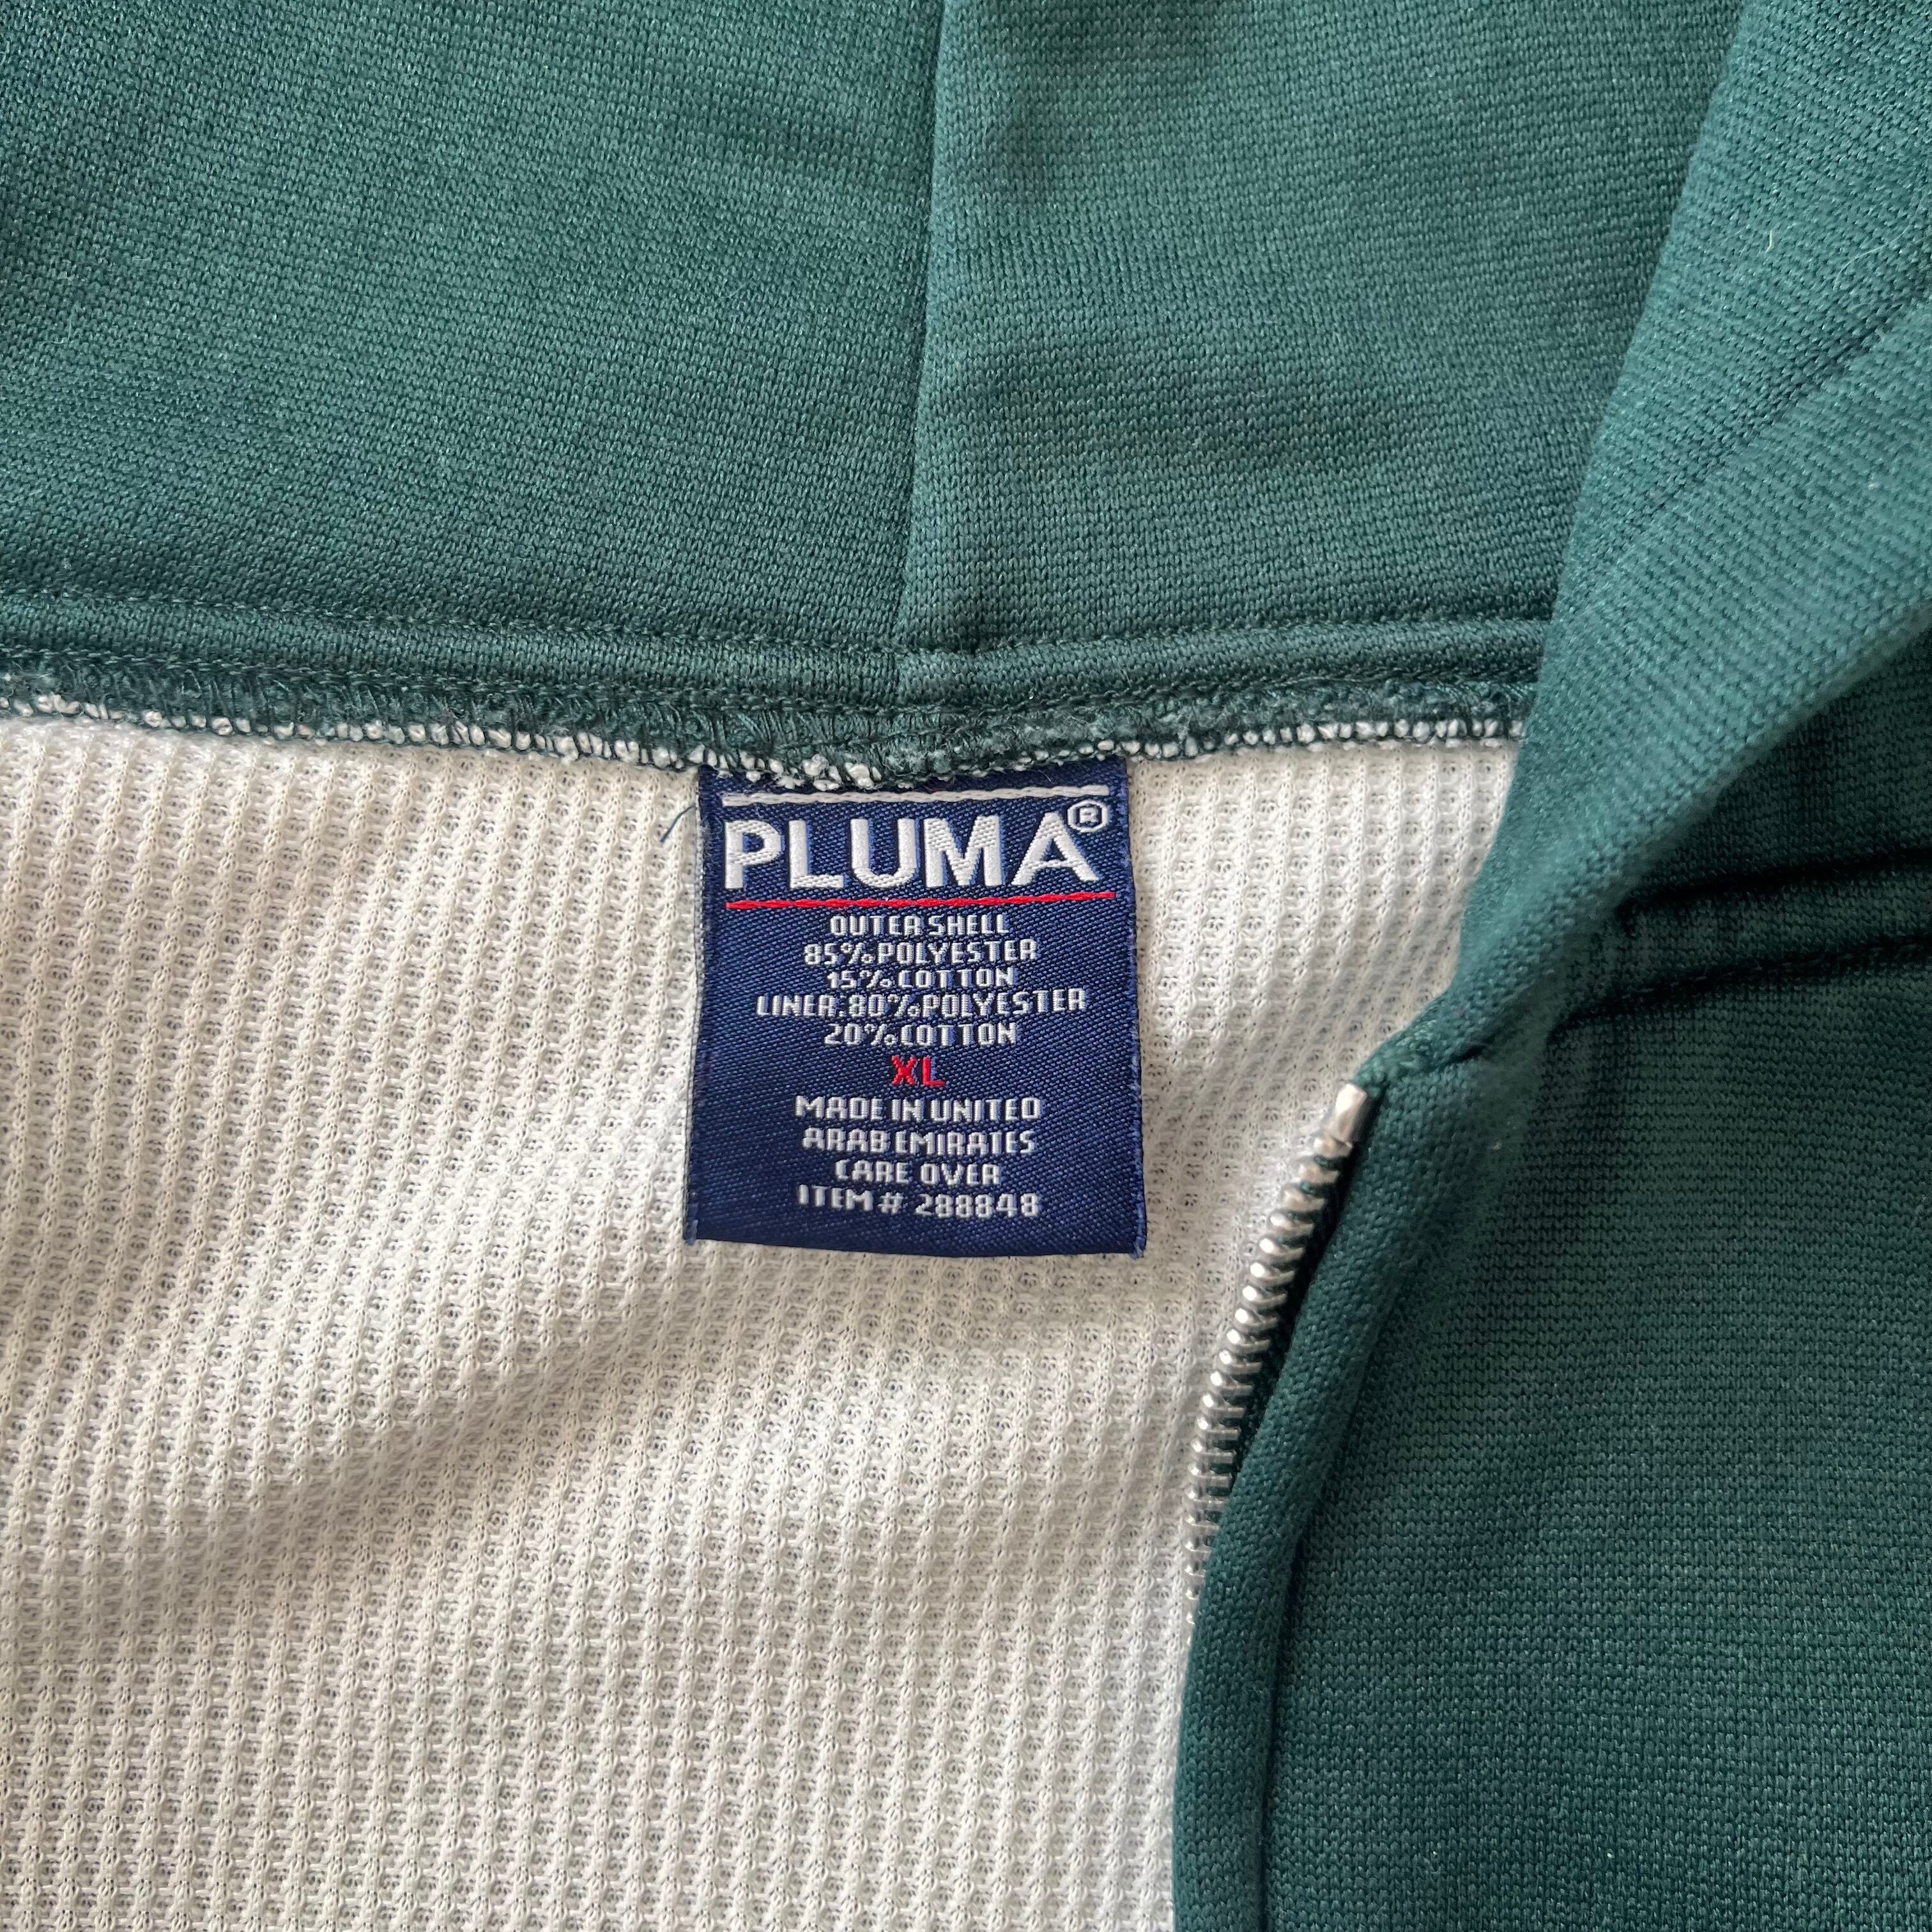 PLUMA®
OUTER SHELL
85% POLYESTER
15% COTTON
LINER:80% POLYESTER
20% COTTON
XL
MADE IN UNITED
ARAB EMIRATES
CARE OVER
ITEM # 288848